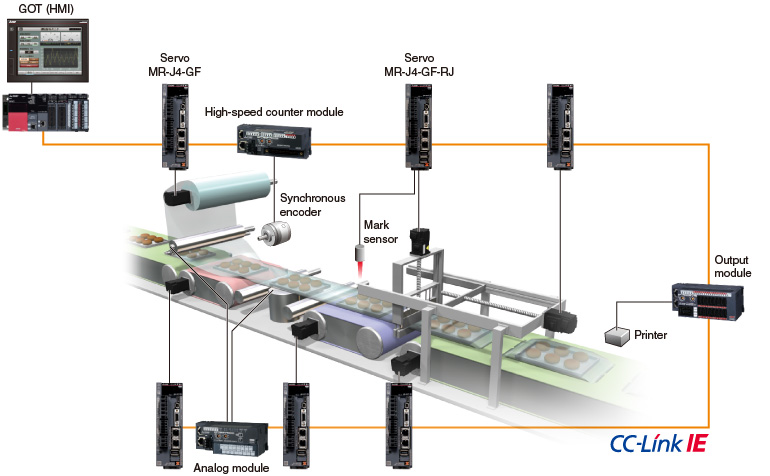 GOT (HMI)
Servo
MR-J4-GF
Servo
MR-J4-GF-RJ
High-speed counter module
Synchronous
encoder
Mark
sensor
Output
module
Printer
Analog module
CC-Link IE